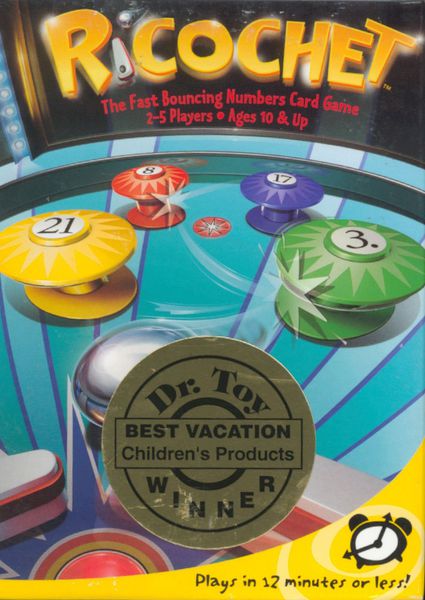 RICOCHET™
The Fast Bouncing Numbers Card Game
2-5 Players • Ages 10 & Up
8
17
21
3.
Dr. Toy
BEST VACATION
Children's Products
WINNER
Plays in 12 minutes or less!